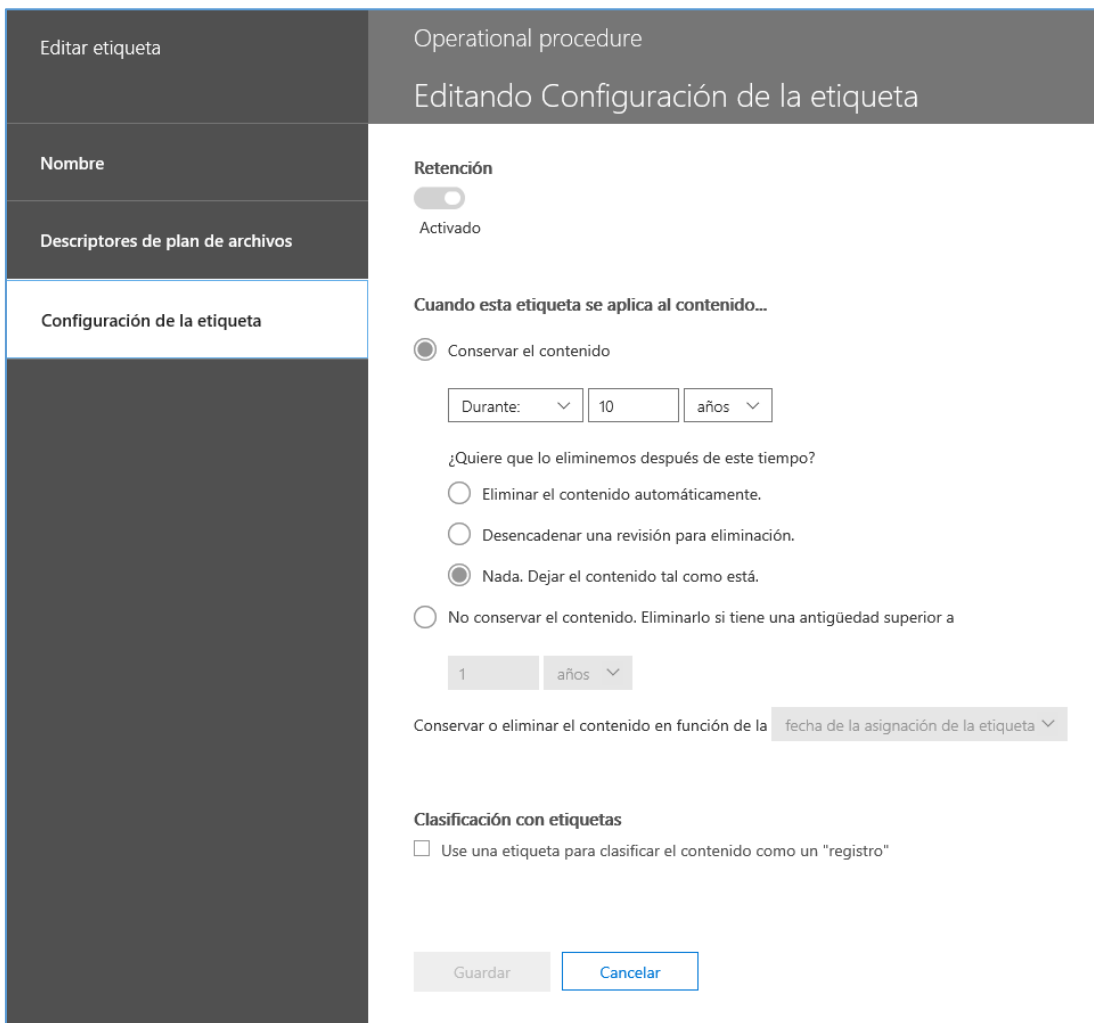 Editar etiqueta
Operational procedure
Editando Configuración de la etiqueta
Nombre
Descriptores de plan de archivos
Configuración de la etiqueta
Retención
Activado
Cuando esta etiqueta se aplica al contenido...
Conservar el contenido
Durante: 10 años
¿Quiere que lo eliminemos después de este tiempo?
Eliminar el contenido automáticamente.
Desencadenar una revisión para eliminación.
Nada. Dejar el contenido tal como está.
No conservar el contenido. Eliminarlo si tiene una antigüedad superior a
1 años
Conservar o eliminar el contenido en función de la fecha de la asignación de la etiqueta
Clasificación con etiquetas
Use una etiqueta para clasificar el contenido como un "registro"
Guardar Cancelar